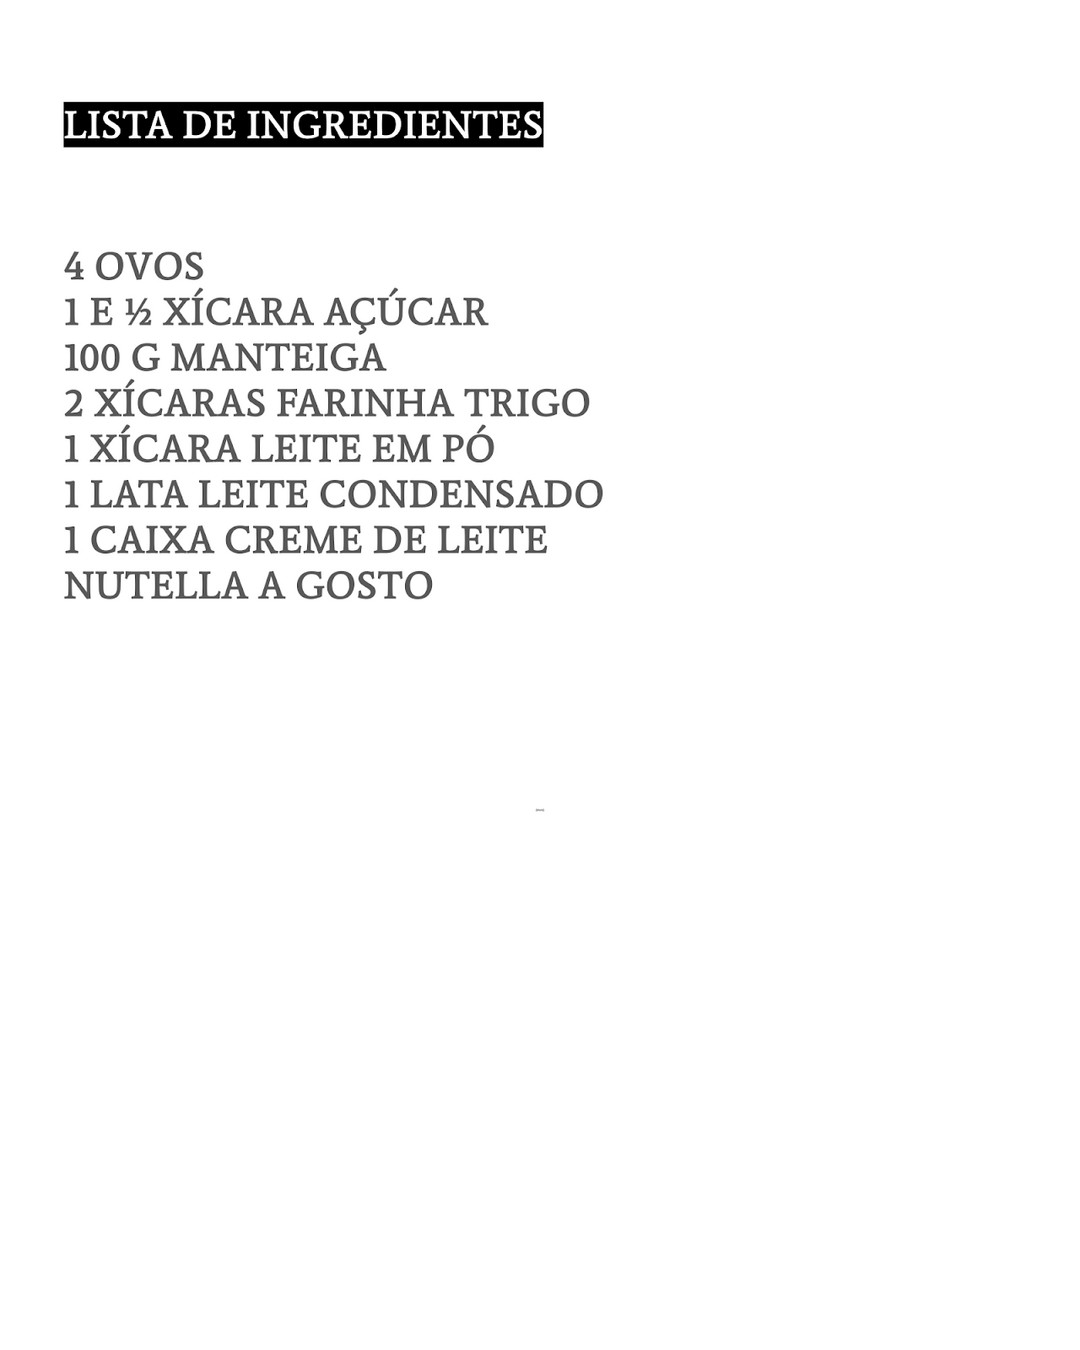 LISTA DE INGREDIENTES
4 OVOS
1 E ½ XÍCARA AÇÚCAR
100 G MANTEIGA
2 XÍCARAS FARINHA TRIGO
1 XÍCARA LEITE EM PÓ
1 LATA LEITE CONDENSADO
1 CAIXA CREME DE LEITE
NUTELLA A GOSTO